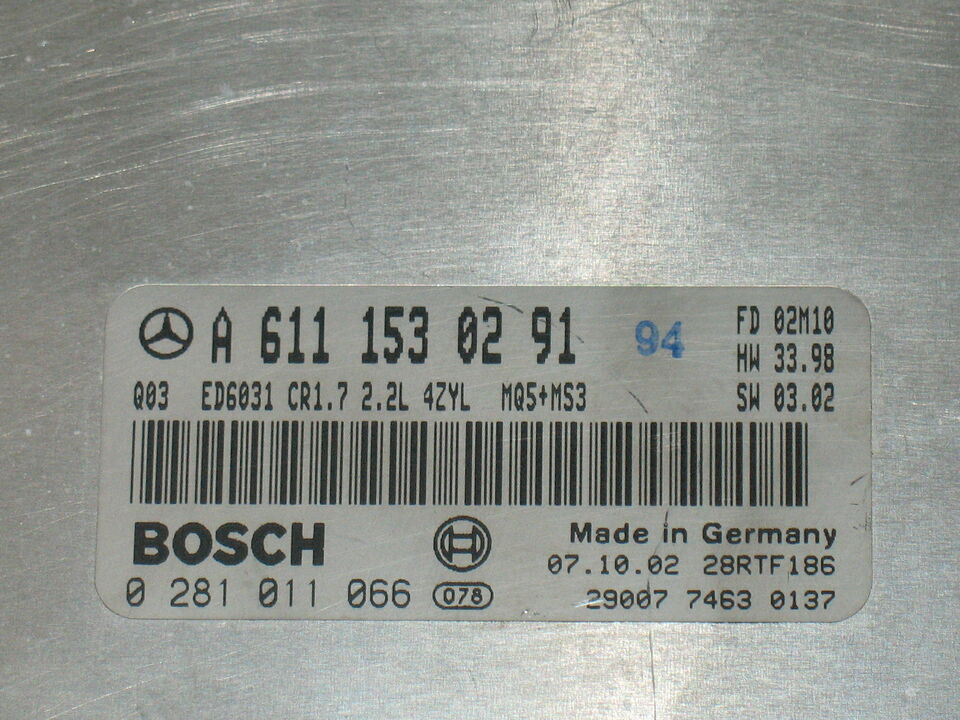 A 611 153 02 91 94 FD 02M10
HW 33.98
Q03 ED6031 CR1.7 2.2L 4ZYL MQ5+MS3 SW 03.02
BOSCH Made in Germany
07.10.02 28RTF186
0 281 011 066 078 29007 7463 0137